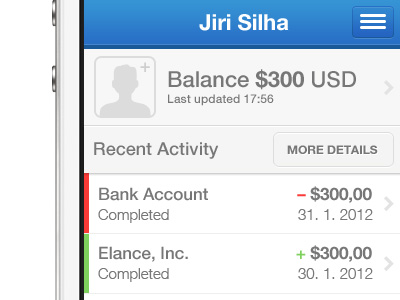 Jiri Silha
Balance $300 USD
Last updated 17:56
Recent Activity
MORE DETAILS
Bank Account
– $300,00
Completed
31. 1. 2012
Elance, Inc.
+ $300,00
Completed
30. 1. 2012